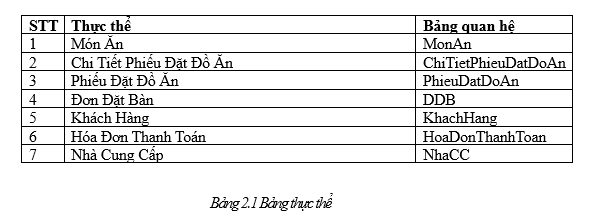 STT Thực thể Bảng quan hệ
1 Món Ăn MonAn
2 Chi Tiết Phiếu Đặt Đồ Ăn ChiTietPhieuDatDoAn
3 Phiếu Đặt Đồ Ăn PhieuDatDoAn
4 Đơn Đặt Bàn DDB
5 Khách Hàng KhachHang
6 Hóa Đơn Thanh Toán HoaDonThanhToan
7 Nhà Cung Cấp NhaCC
Bảng 2.1 Bảng thực thể